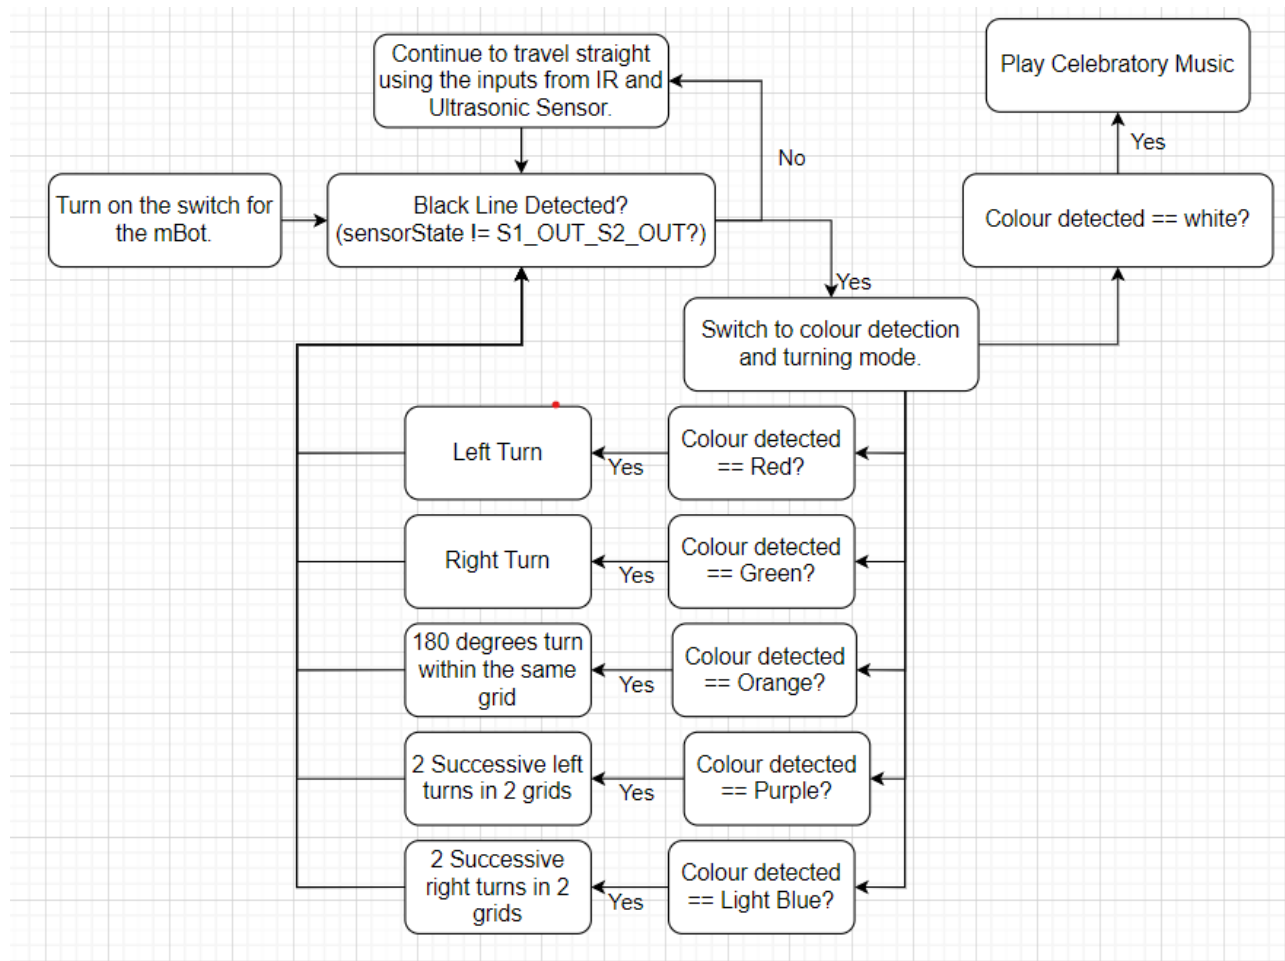 Continue to travel straight
using the inputs from IR and
Ultrasonic Sensor.
Play Celebratory Music
Yes
No
Turn on the switch for
the mBot.
Black Line Detected?
(sensorState != S1_OUT_S2_OUT?)
Colour detected == white?
Yes
Switch to colour detection
and turning mode.
Left Turn
Yes
Colour detected
== Red?
Right Turn
Yes
Colour detected
== Green?
180 degrees turn
within the same
grid
Yes
Colour detected
== Orange?
2 Successive left
turns in 2 grids
Yes
Colour detected
== Purple?
2 Successive
right turns in 2
grids
Yes
Colour detected
== Light Blue?